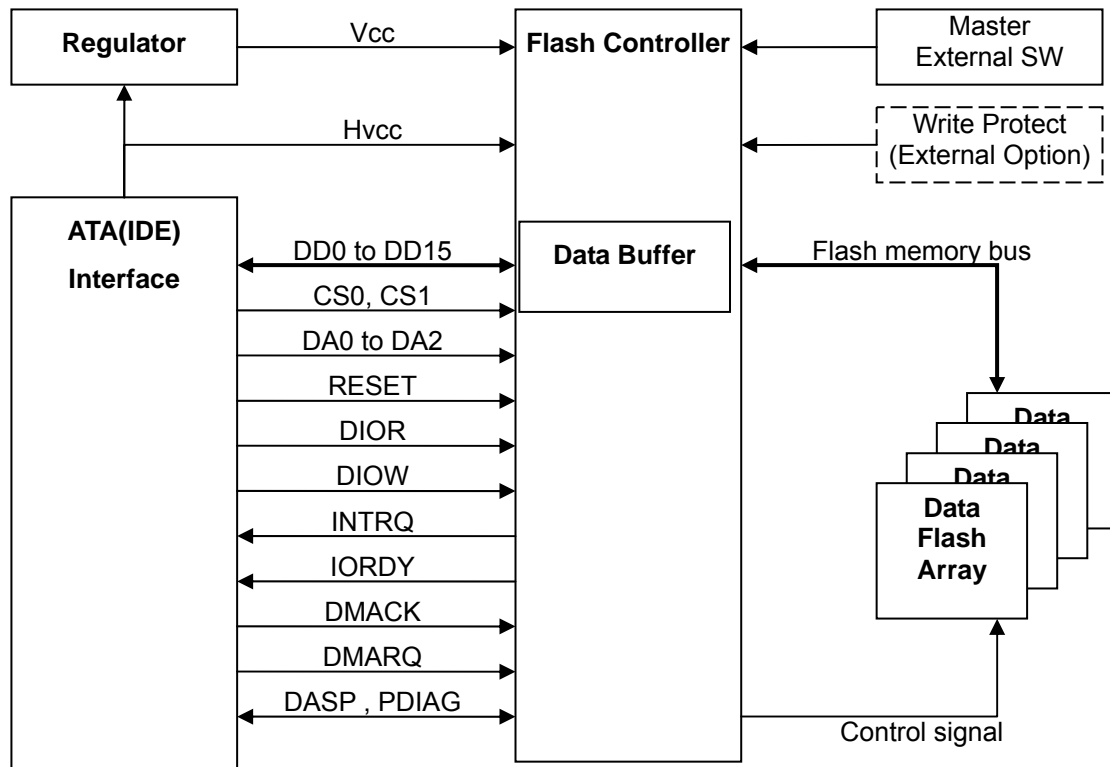 Regulator
Vcc
Flash Controller
Master
External SW
Hvcc
Write Protect
(External Option)
ATA(IDE)
Interface
DD0 to DD15
Data Buffer
Flash memory bus
CS0, CS1
DA0 to DA2
RESET
DIOR
DIOW
INTRQ
IORDY
DMACK
DMARQ
DASP , PDIAG
Data
Data
Data
Data
Flash
Array
Control signal